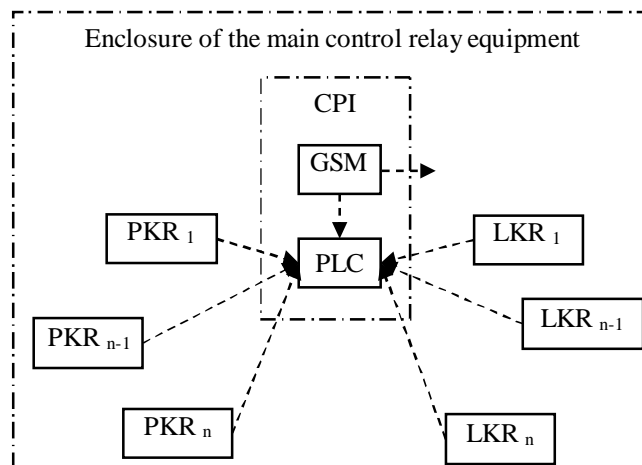 Enclosure of the main control relay equipment
CPI
GSM
PKR 1
PLC
LKR 1
PKR n-1
LKR n-1
PKR n
LKR n